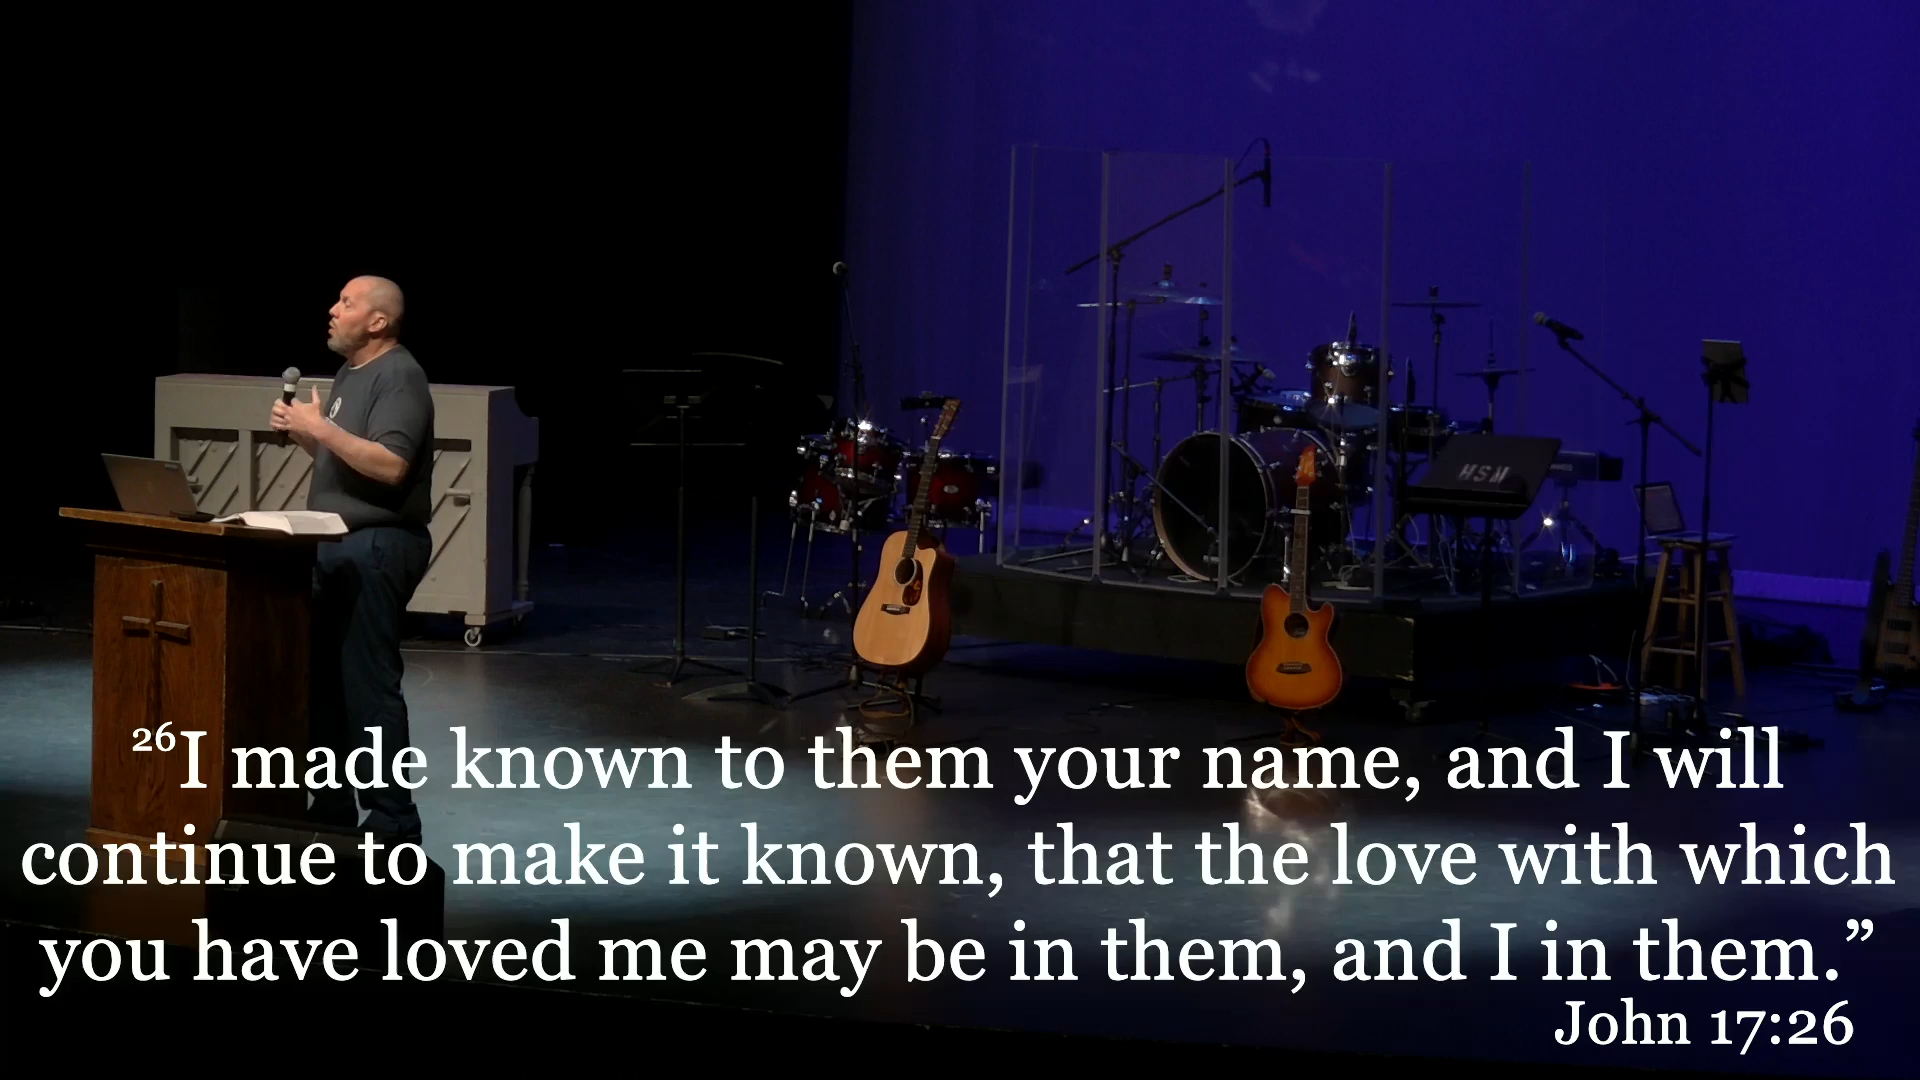 HSM
²⁶I made known to them your name, and I will
continue to make it known, that the love with which
you have loved me may be in them, and I in them.”
John 17:26